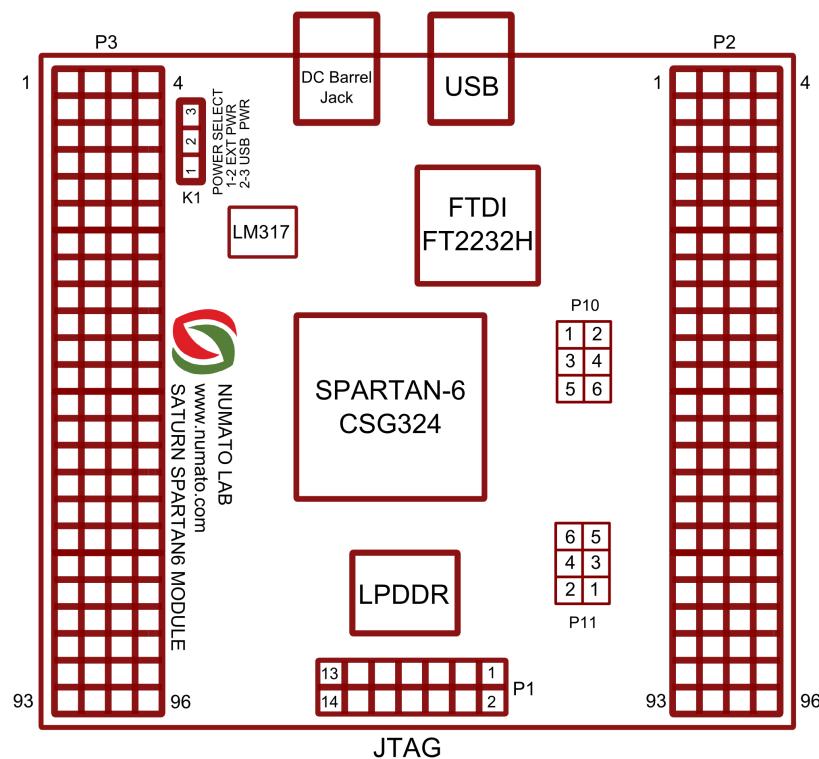 P3
P2
1
4
1
4
DC Barrel
Jack
USB
3
2
1
K1
POWER SELECT
1-2 EXT PWR
2-3 USB PWR
LM317
FTDI
FT2232H
P10
1 2
3 4
5 6
SPARTAN-6
CSG324
NUMATO LAB
www.numato.com
SATURN SPARTAN6 MODULE
6 5
4 3
2 1
P11
LPDDR
13 1
14 2
P1
93
96
93
96
JTAG